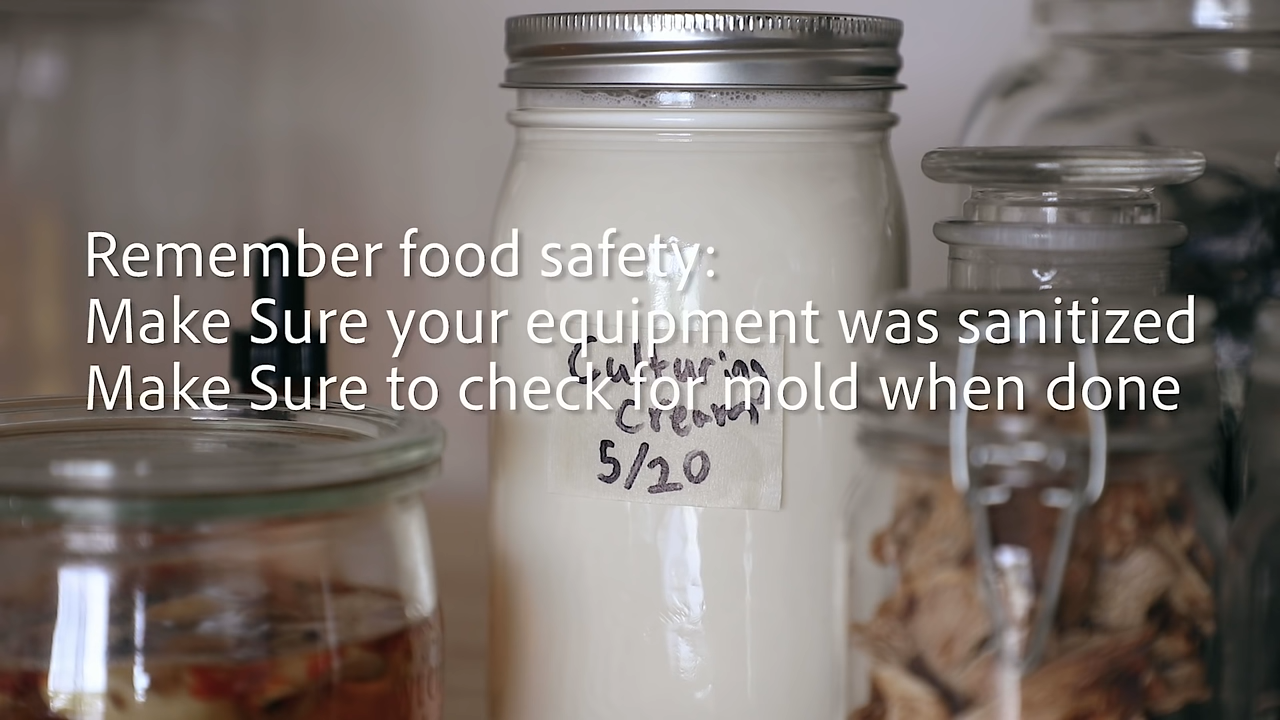 Remember food safety:
Make Sure your equipment was sanitized
Make Sure to check for mold when done
Culturing
Cream
5/20